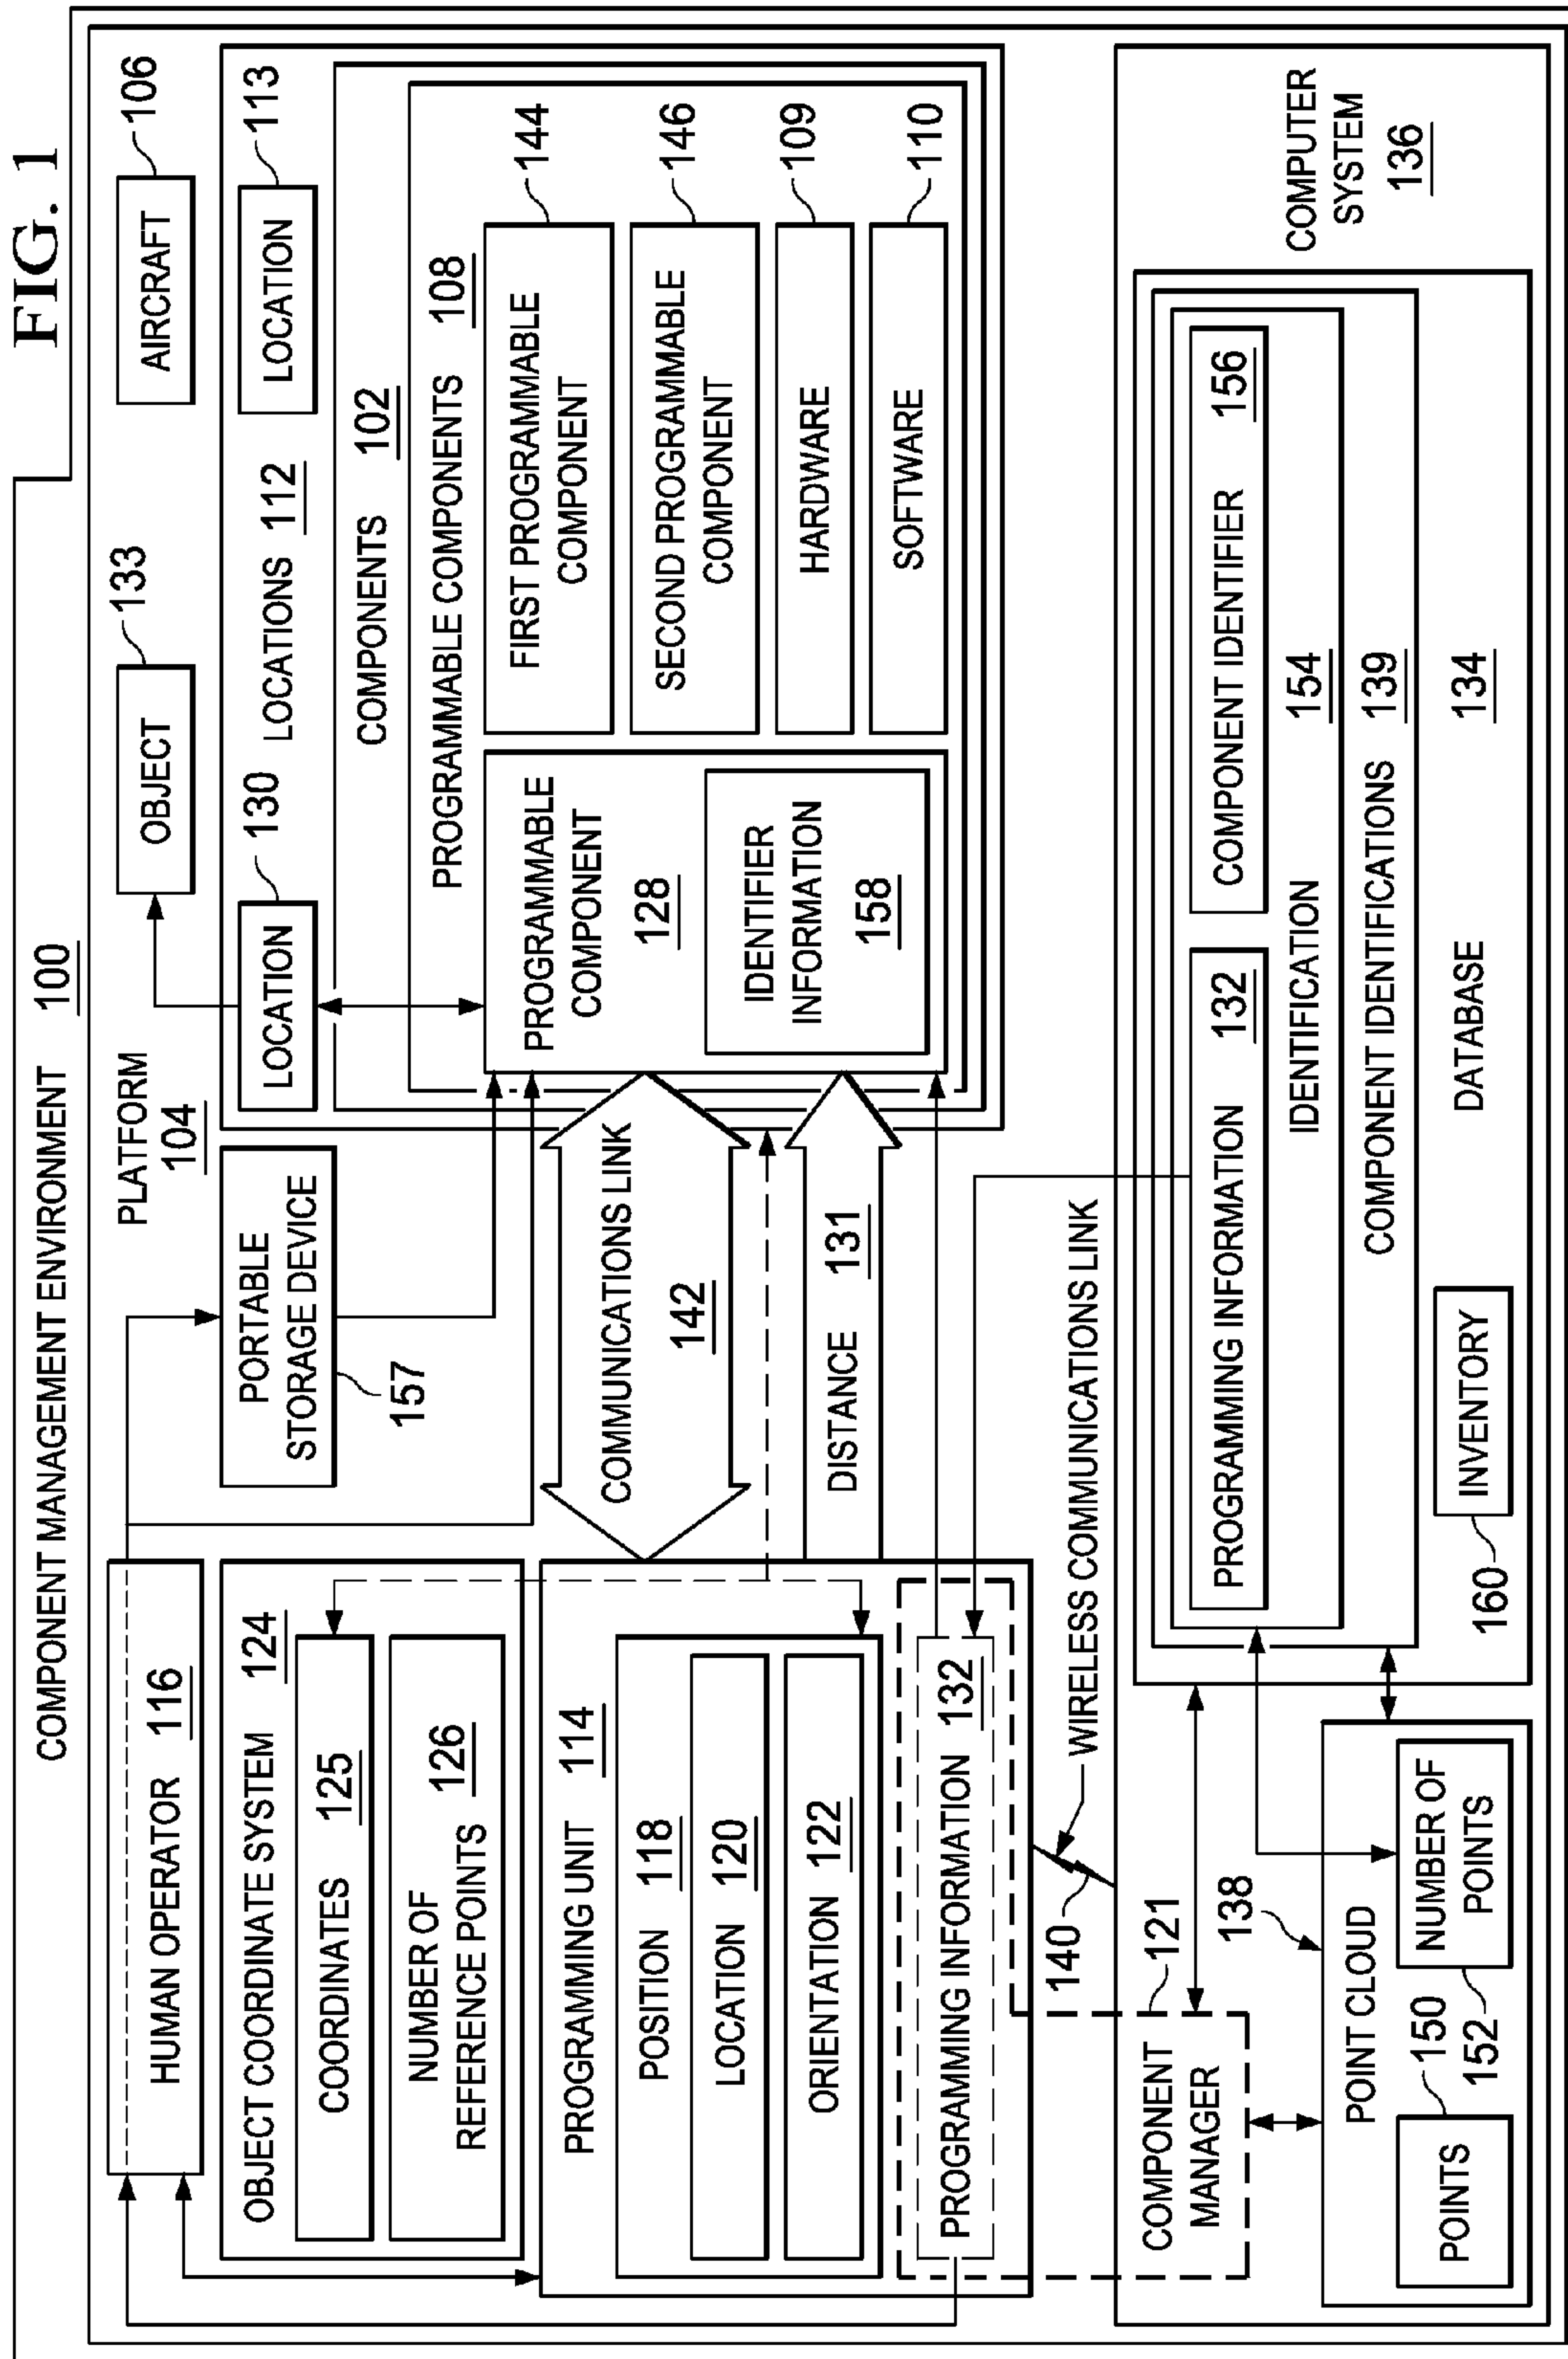 FIG. 1
COMPONENT MANAGEMENT ENVIRONMENT 100
HUMAN OPERATOR 116
PLATFORM
104
OBJECT
133
AIRCRAFT
106
OBJECT COORDINATE SYSTEM 124
COORDINATES 125
NUMBER OF
REFERENCE POINTS 126
PORTABLE
STORAGE DEVICE
157
LOCATION
130
LOCATIONS 112
LOCATION
113
COMPONENTS 102
PROGRAMMABLE COMPONENTS 108
PROGRAMMABLE
COMPONENT
128
IDENTIFIER
INFORMATION
158
FIRST PROGRAMMABLE
COMPONENT
144
SECOND PROGRAMMABLE
COMPONENT
146
HARDWARE
109
SOFTWARE
110
PROGRAMMING UNIT 114
POSITION 118
LOCATION 120
ORIENTATION 122
PROGRAMMING INFORMATION 132
COMMUNICATIONS LINK
142
DISTANCE 131
WIRELESS COMMUNICATIONS LINK
140
COMPONENT
MANAGER
121
POINT CLOUD
138
POINTS
150
NUMBER OF
POINTS
152
PROGRAMMING INFORMATION 132
COMPONENT IDENTIFIER 156
IDENTIFICATION 154
COMPONENT IDENTIFICATIONS 139
DATABASE 134
INVENTORY
160
COMPUTER
SYSTEM
136